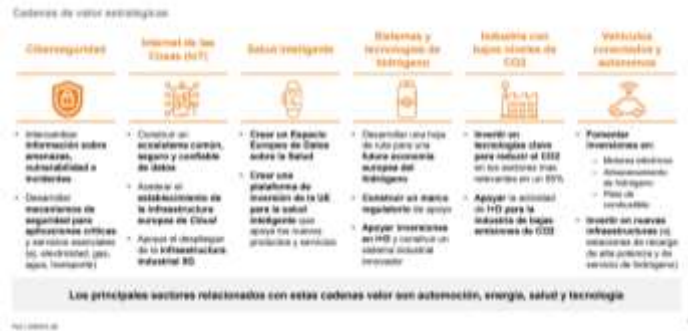 Cadenas de valor estratégicas
Ciberseguridad
Internet de las
Cosas (IoT)
Salud inteligente
Sistemas y
tecnologías de
hidrógeno
Industria con
bajos niveles de
CO2
Vehículos
conectados y
autónomos
• Intercambiar
información sobre
amenazas,
vulnerabilidad e
incidentes
• Desarrollar
mecanismos de
seguridad para
aplicaciones críticas
y servicios esenciales
(ej. electricidad, gas,
agua, transporte)
• Construir un
ecosistema común,
seguro y confiable
de datos
• Acelerar el
establecimiento de
la infraestructura
europea de Cloud
• Apoyar el despliegue
de la infraestructura
industrial 5G
• Crear un Espacio
Europeo de Datos
sobre la Salud
• Crear una
plataforma de
inversión de la UE
para la salud
inteligente que
apoye los nuevos
productos y servicios
• Desarrollar una hoja
de ruta para una
futura economía
europea del
hidrógeno
• Construir un marco
regulatorio de apoyo
• Apoyar inversiones
en I+D y construir un
sistema industrial
innovador
• Invertir en
tecnologías clave
para reducir el CO2
en los sectores más
relevantes en un
• Apoyar la actividad
de I+D para la
industria de bajas
emisiones de CO2
• Fomentar
inversiones en:
– Motores eléctricos
– Almacenamiento
de hidrógeno
– Pilas de
combustible
• Invertir en nuevas
infraestructuras (ej.
estaciones de recarga
de alta potencia y de
servicio de hidrógeno)
Los principales sectores relacionados con estas cadenas valor son automoción, energía, salud y tecnología